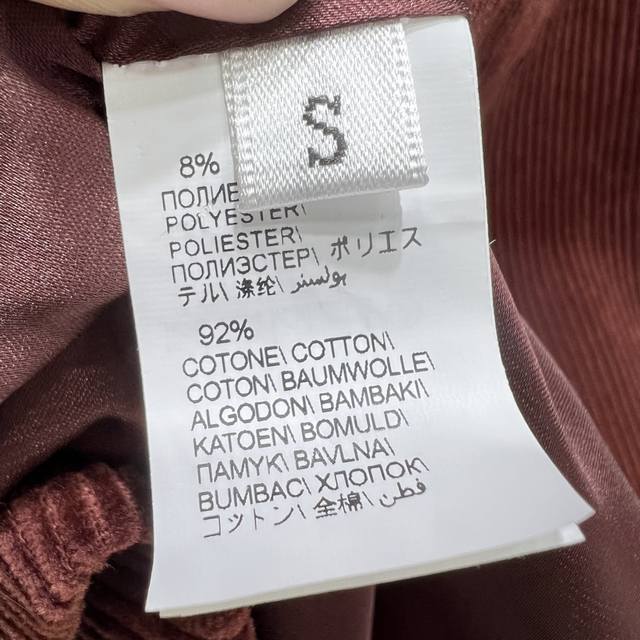 S
8%
ПОЛИЕ
POLYESTER\
POLIESTER\
ПОЛИЭСТЕР\ ポリエス
テル\ 涤纶\ بولستر
92%
COTONE\ COTTON\
COTON\ BAUMWOLLE\
ALGODON\ BAMBAKI\
KATOEN\ BOMULD\
ПАМУК\ BAVLNA\
BUMBAC\ ХЛОПОК\
コットン\ 全棉\ قطن